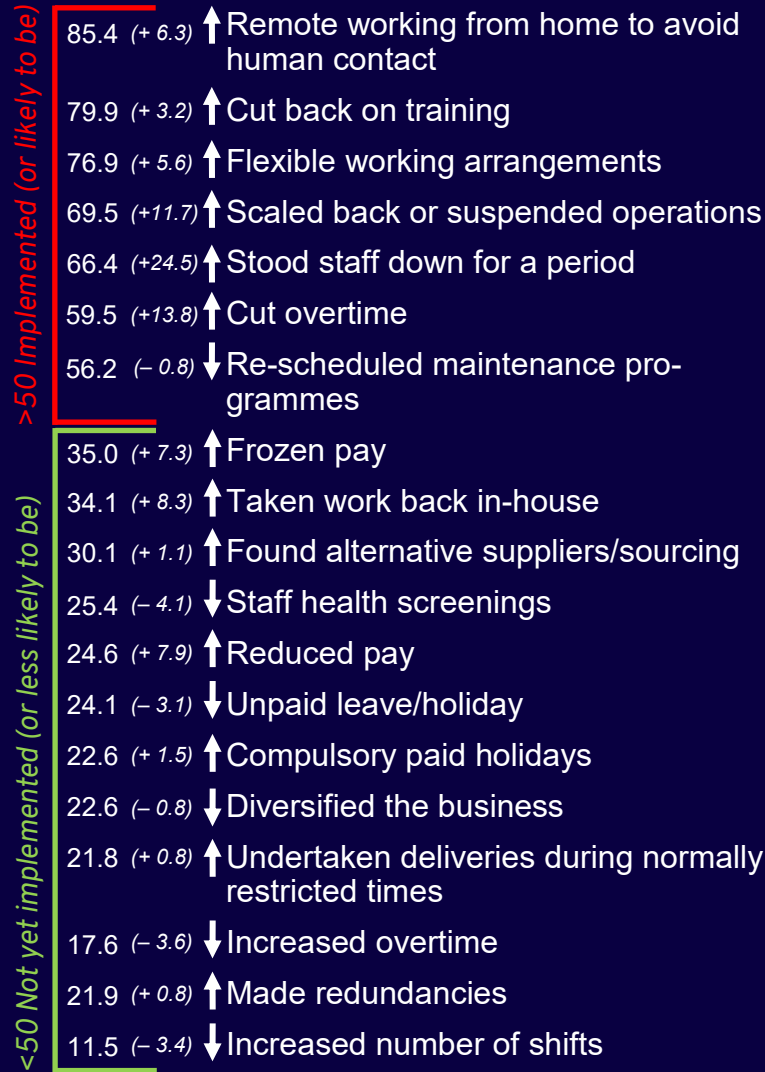 >50 Implemented (or likely to be)
85.4 (+ 6.3) ↑ Remote working from home to avoid
human contact
79.9 (+ 3.2) ↑ Cut back on training
76.9 (+ 5.6) ↑ Flexible working arrangements
69.5 (+11.7) ↑ Scaled back or suspended operations
66.4 (+24.5) ↑ Stood staff down for a period
59.5 (+13.8) ↑ Cut overtime
56.2 (– 0.8) ↓ Re-scheduled maintenance pro-
grammes
<50 Not yet implemented (or less likely to be)
35.0 (+ 7.3) ↑ Frozen pay
34.1 (+ 8.3) ↑ Taken work back in-house
30.1 (+ 1.1) ↑ Found alternative suppliers/sourcing
25.4 (– 4.1) ↓ Staff health screenings
24.6 (+ 7.9) ↑ Reduced pay
24.1 (– 3.1) ↓ Unpaid leave/holiday
22.6 (+ 1.5) ↑ Compulsory paid holidays
22.6 (– 0.8) ↓ Diversified the business
21.8 (+ 0.8) ↑ Undertaken deliveries during normally
restricted times
17.6 (– 3.6) ↓ Increased overtime
21.9 (+ 0.8) ↑ Made redundancies
11.5 (– 3.4) ↓ Increased number of shifts